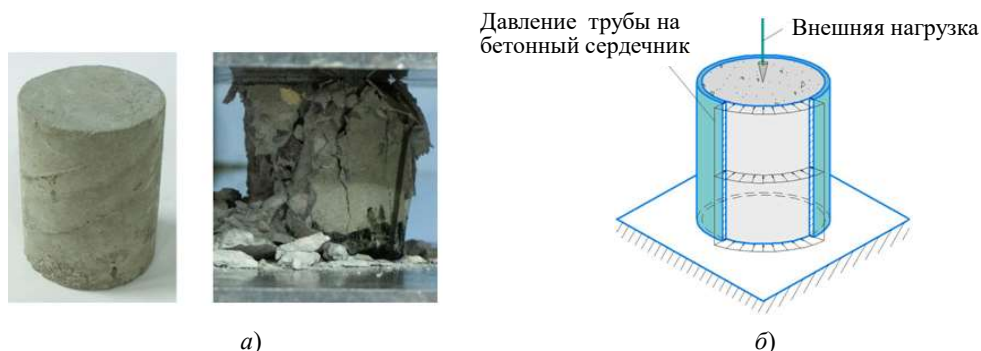 Давление трубы на
бетонный сердечник
Внешняя нагрузка
а)
б)